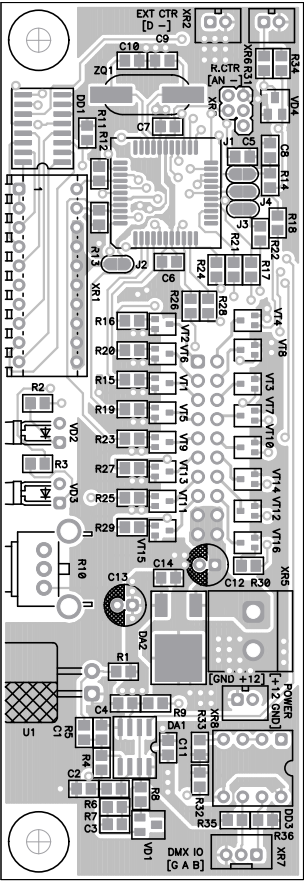 EXT CTR
[D -]
XR2
C9
C10
XR6
R31
R34
ZQ1
R.CTR
[AN -]
XR
VD4
DD1
R11
R12
C7
J1
C5
C8
R14
J4
J3
R18
R22
R21
R13
J2
C6
R24
R17
XR1
R26
R28
R16
VT2
VT4
R20
VT6
VT8
R15
VT1
VT3
R2
R19
VT5
VT7
VD2
R23
VT9
VT10
R3
R27
VT13
VT14
VD3
R25
VT11
VT12
R29
VT15
VT16
R10
C14
C12
R30
XR5
C13
DA2
R1
[GND +12]
[+12 GND]
POWER
U1
C1
R5
C4
R9
DA1
R33
XR8
R4
C11
C2
R8
R32
R6
R7
C3
VD1
R35
DD3
R36
DMX IO
[G A B]
XR7